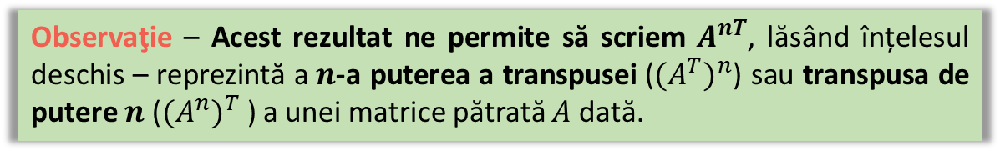 Observaţie – Acest rezultat ne permite să scriem $A^{nT}$, lăsând înțelesul
deschis – reprezintă a n-a puterea a transpusei ($(A^T)^n$) sau transpusa de
putere n ($(A^n)^T$ ) a unei matrice pătrată A dată.